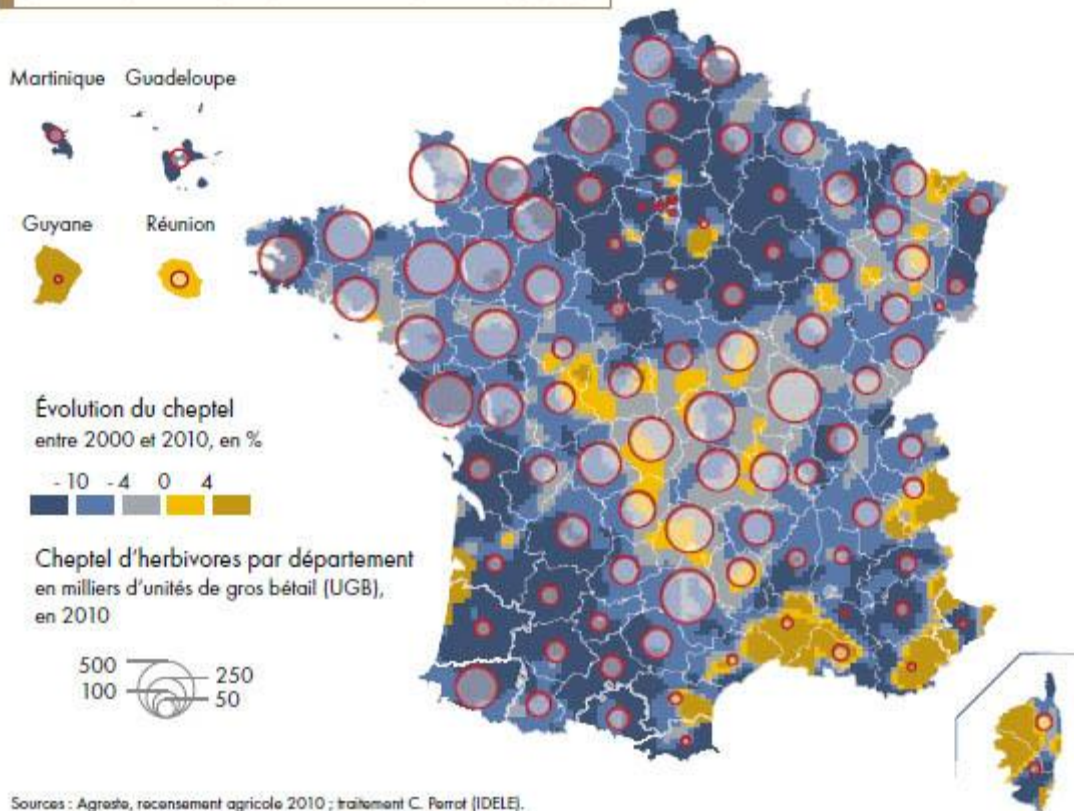 Martinique Guadeloupe
Guyane Réunion
Évolution du cheptel
entre 2000 et 2010, en %
- 10 - 4 0 4
Cheptel d'herbivores par département
en milliers d'unités de gros bétail (UGB),
en 2010
500
250
100
50
Sources : Agreste, recensement agricole 2010 ; traitement C. Perrot (IDELE).